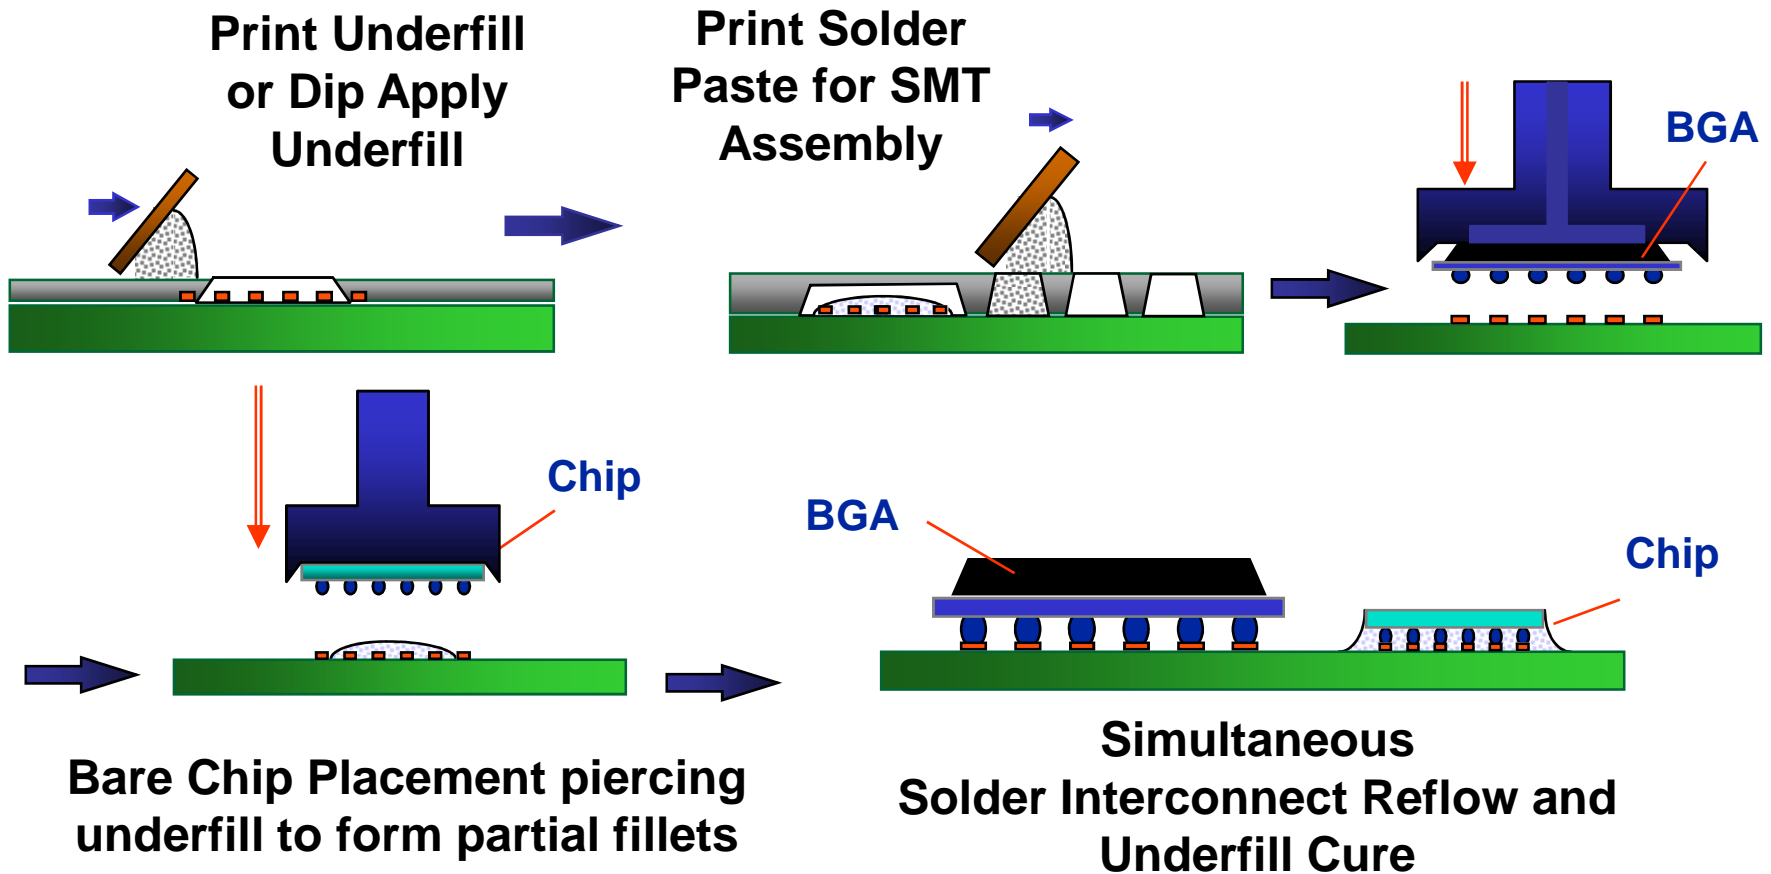 Print Underfill
or Dip Apply
Underfill
Print Solder
Paste for SMT
Assembly
BGA
Chip
Bare Chip Placement piercing
underfill to form partial fillets
BGA
Chip
Simultaneous
Solder Interconnect Reflow and
Underfill Cure